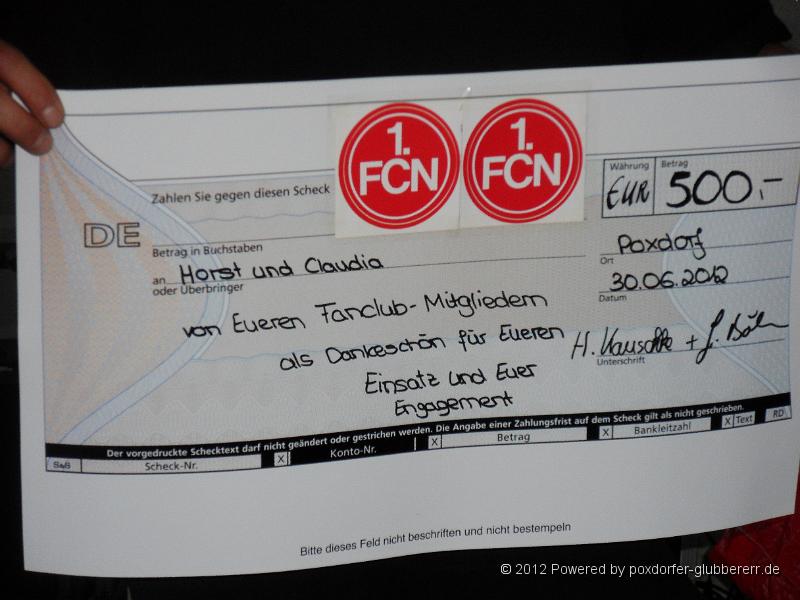 1.
FCN
1.
FCN
Währung
Betrag
EUR 500,-
Zahlen Sie gegen diesen Scheck
DE
Betrag in Buchstaben
Poxdorf
Ort
an Horst und Claudia
oder Überbringer
30.06.2012
Datum
von Eueren Fanclub-Mitgliedern
als Dankeschön für Eueren
Einsatz und Euer
Engagement
H.
Unterschrift
Der vorgedruckte Schecktext darf nicht geändert oder gestrichen werden. Die Angabe einer Zahlungsfrist auf dem Scheck gilt als nicht geschrieben.
Scheck-Nr. X Konto-Nr. X Betrag X Bankleitzahl X Text RD
Bitte dieses Feld nicht beschriften und nicht bestempeln
© 2012 Powered by poxdorfer-glubbererr.de